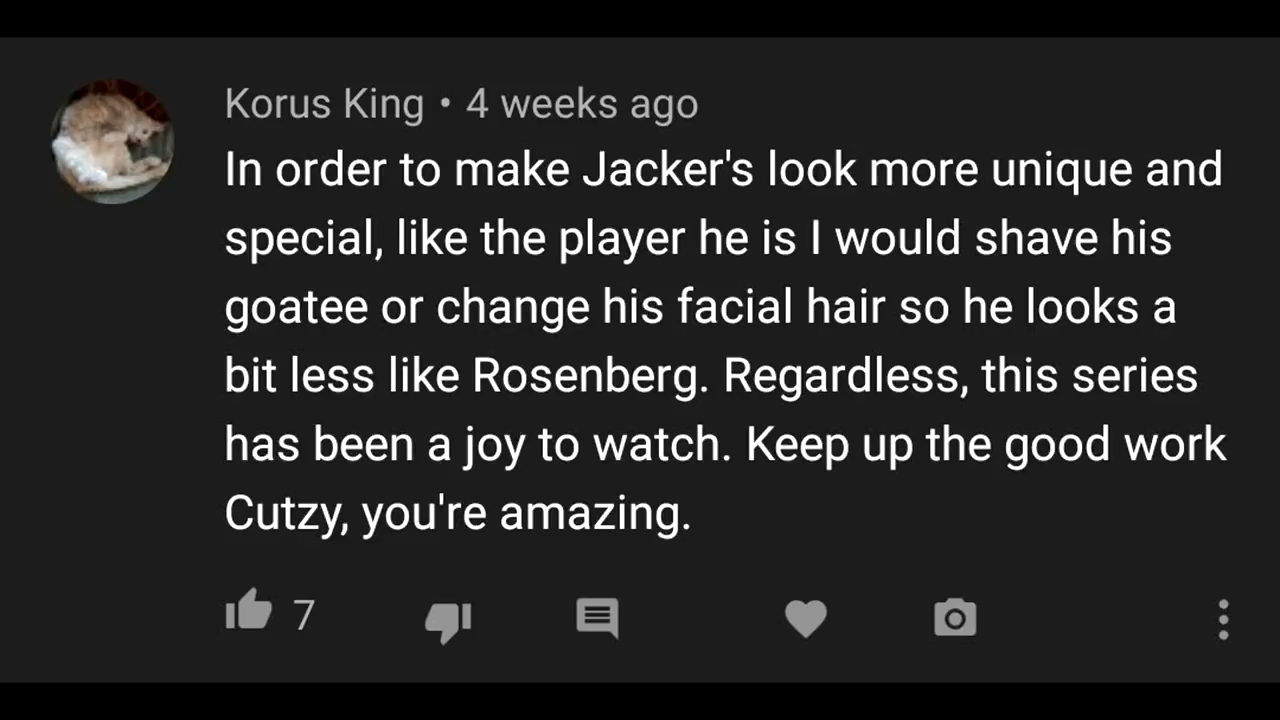 Korus King • 4 weeks ago
In order to make Jacker's look more unique and
special, like the player he is I would shave his
goatee or change his facial hair so he looks a
bit less like Rosenberg. Regardless, this series
has been a joy to watch. Keep up the good work
Cutzy, you're amazing.
7